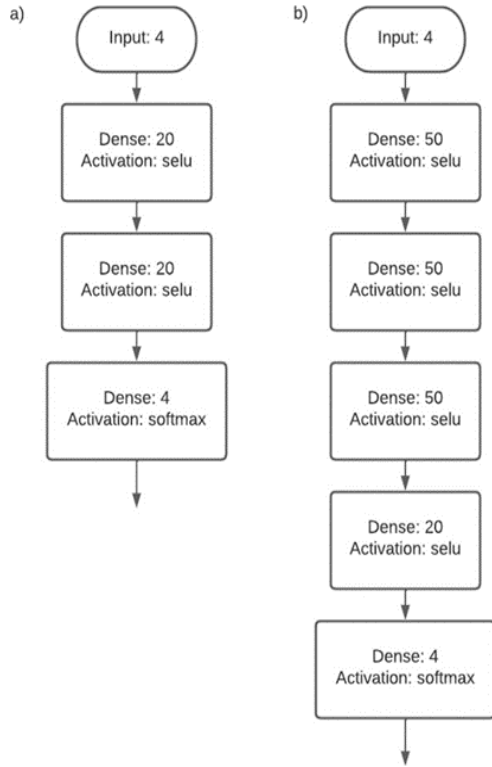 a)
Input: 4
Dense: 20
Activation: selu
Dense: 20
Activation: selu
Dense: 4
Activation: softmax
b)
Input: 4
Dense: 50
Activation: selu
Dense: 50
Activation: selu
Dense: 50
Activation: selu
Dense: 20
Activation: selu
Dense: 4
Activation: softmax